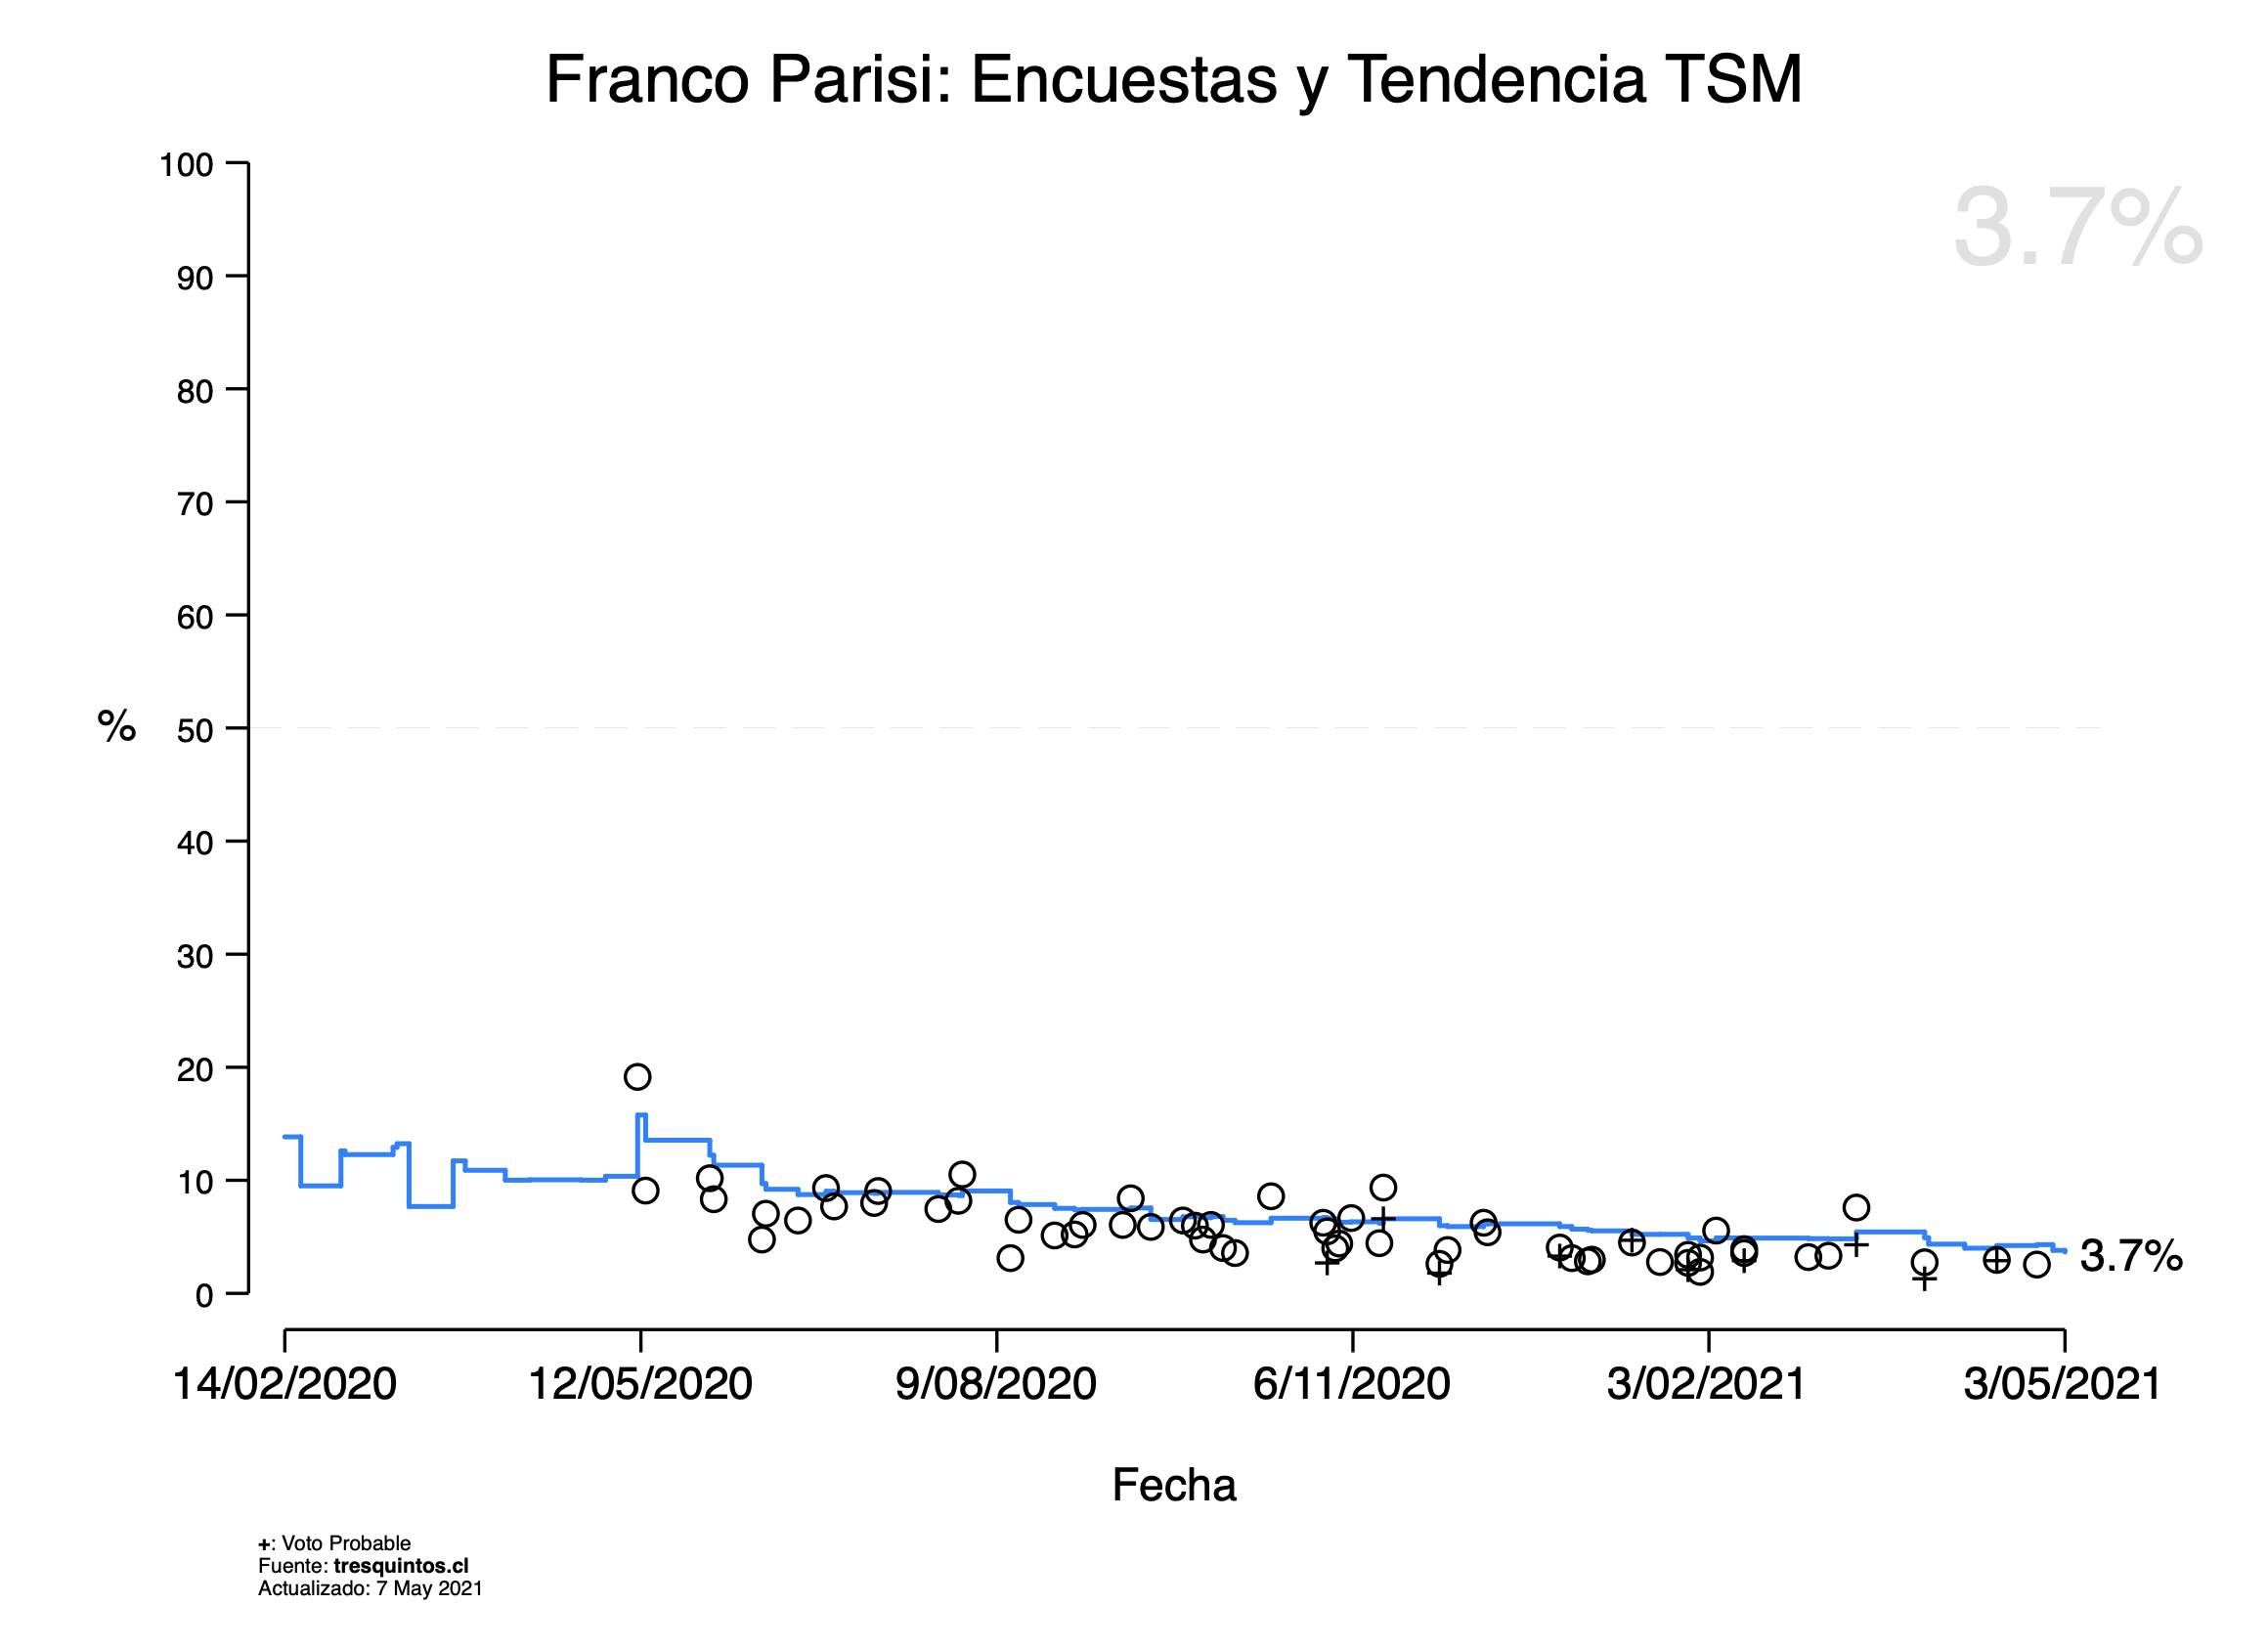 Franco Parisi: Encuestas y Tendencia TSM
3.7%
100
90
80
70
60
50
40
30
20
10
0
%
3.7%
14/02/2020 12/05/2020 9/08/2020 6/11/2020 3/02/2021 3/05/2021
Fecha
+: Voto Probable
Fuente: tresquintos.cl
Actualizado: 7 May 2021